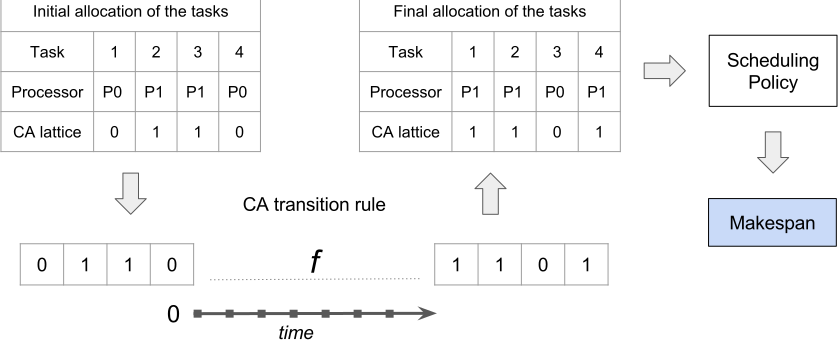 Initial allocation of the tasks
Task 1 2 3 4
Processor P0 P1 P1 P0
CA lattice 0 1 1 0
Final allocation of the tasks
Task 1 2 3 4
Processor P1 P1 P0 P1
CA lattice 1 1 0 1
Scheduling
Policy
Makespan
CA transition rule
0 1 1 0
f
1 1 0 1
0
time